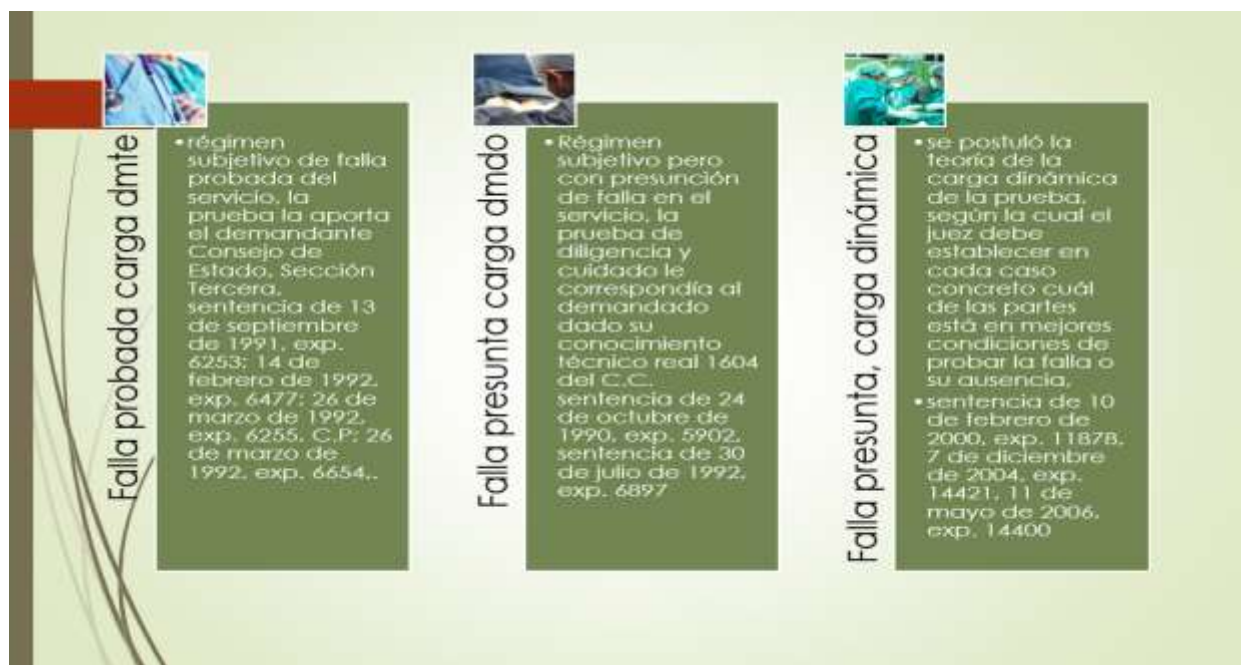 Falla probada carga dmte
•régimen
subjetivo de falla
probada del
servicio, la
prueba la aporta
el demandante
Consejo de
Estado, Sección
Tercera,
sentencia de 13
de septiembre
de 1991, exp.
6253; 14 de
febrero de 1992,
exp. 6477; 26 de
marzo de 1992,
exp. 6255, C.P; 26
de marzo de
1992, exp. 6654,.
Falla presunta carga dmdo
•Régimen
subjetivo pero
con presunción
de falla en el
servicio, la
prueba de
diligencia y
cuidado le
correspondía al
demandado
dado su
conocimiento
técnico real 1604
del C.C.
sentencia de 24
de octubre de
1990, exp. 5902,
sentencia de 30
de julio de 1992,
exp. 6897
Falla presunta, carga dinámica
•se postuló la
teoría de la
carga dinámica
de la prueba,
según la cual el
juez debe
establecer en
cada caso
concreto cuál
de las partes
está en mejores
condiciones de
probar la falla o
su ausencia,
•sentencia de 10
de febrero de
2000, exp. 11878,
7 de diciembre
de 2004, exp.
14421, 11 de
mayo de 2006,
exp. 14400